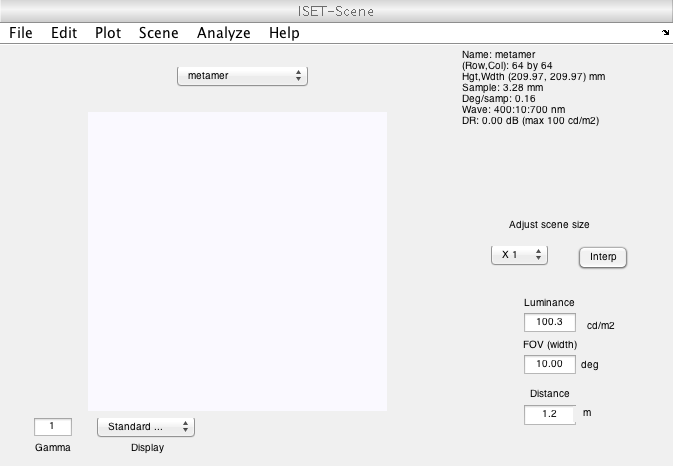 ISET-Scene
File Edit Plot Scene Analyze Help
metamer
Name: metamer
(Row,Col): 64 by 64
Hgt,Wdth (209.97, 209.97) mm
Sample: 3.28 mm
Deg/samp: 0.16
Wave: 400:10:700 nm
DR: 0.00 dB (max 100 cd/m2)
Adjust scene size
X 1
Interp
Luminance
100.3 cd/m2
FOV (width)
10.00 deg
Distance
1.2 m
1
Standard ...
Gamma
Display